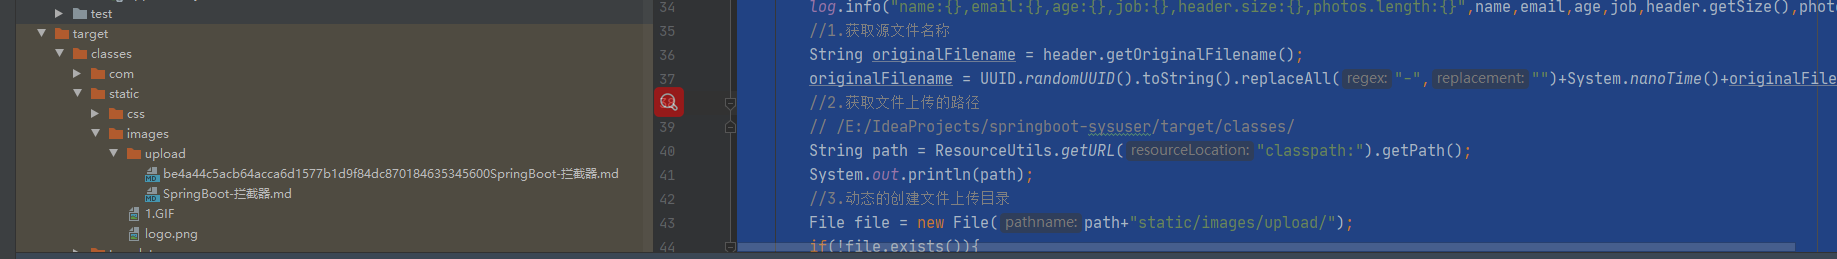 test
target
classes
com
static
css
images
upload
be4a44c5acb64acca6d1577b1d9f84dc870184635345600SpringBoot-拦截器.md
SpringBoot-拦截器.md
1.GIF
logo.png
34 log.info("name:{},email:{},age:{},job:{},header.size:{},photos.length:{}",name,email,age,job,header.getSize(),phot
35 //1.获取源文件名称
36 String originalFilename = header.getOriginalFilename();
37 originalFilename = UUID.randomUUID().toString().replaceAll( regex: "-", replacement: "")+System.nanoTime()+originalFile
38 //2.获取文件上传的路径
39 // /E:/IdeaProjects/springboot-sysuser/target/classes/
40 String path = ResourceUtils.getURL( resourceLocation: "classpath:").getPath();
41 System.out.println(path);
42 //3.动态的创建文件上传目录
43 File file = new File( pathname: path+"static/images/upload/");
44 if(!file.exists()){